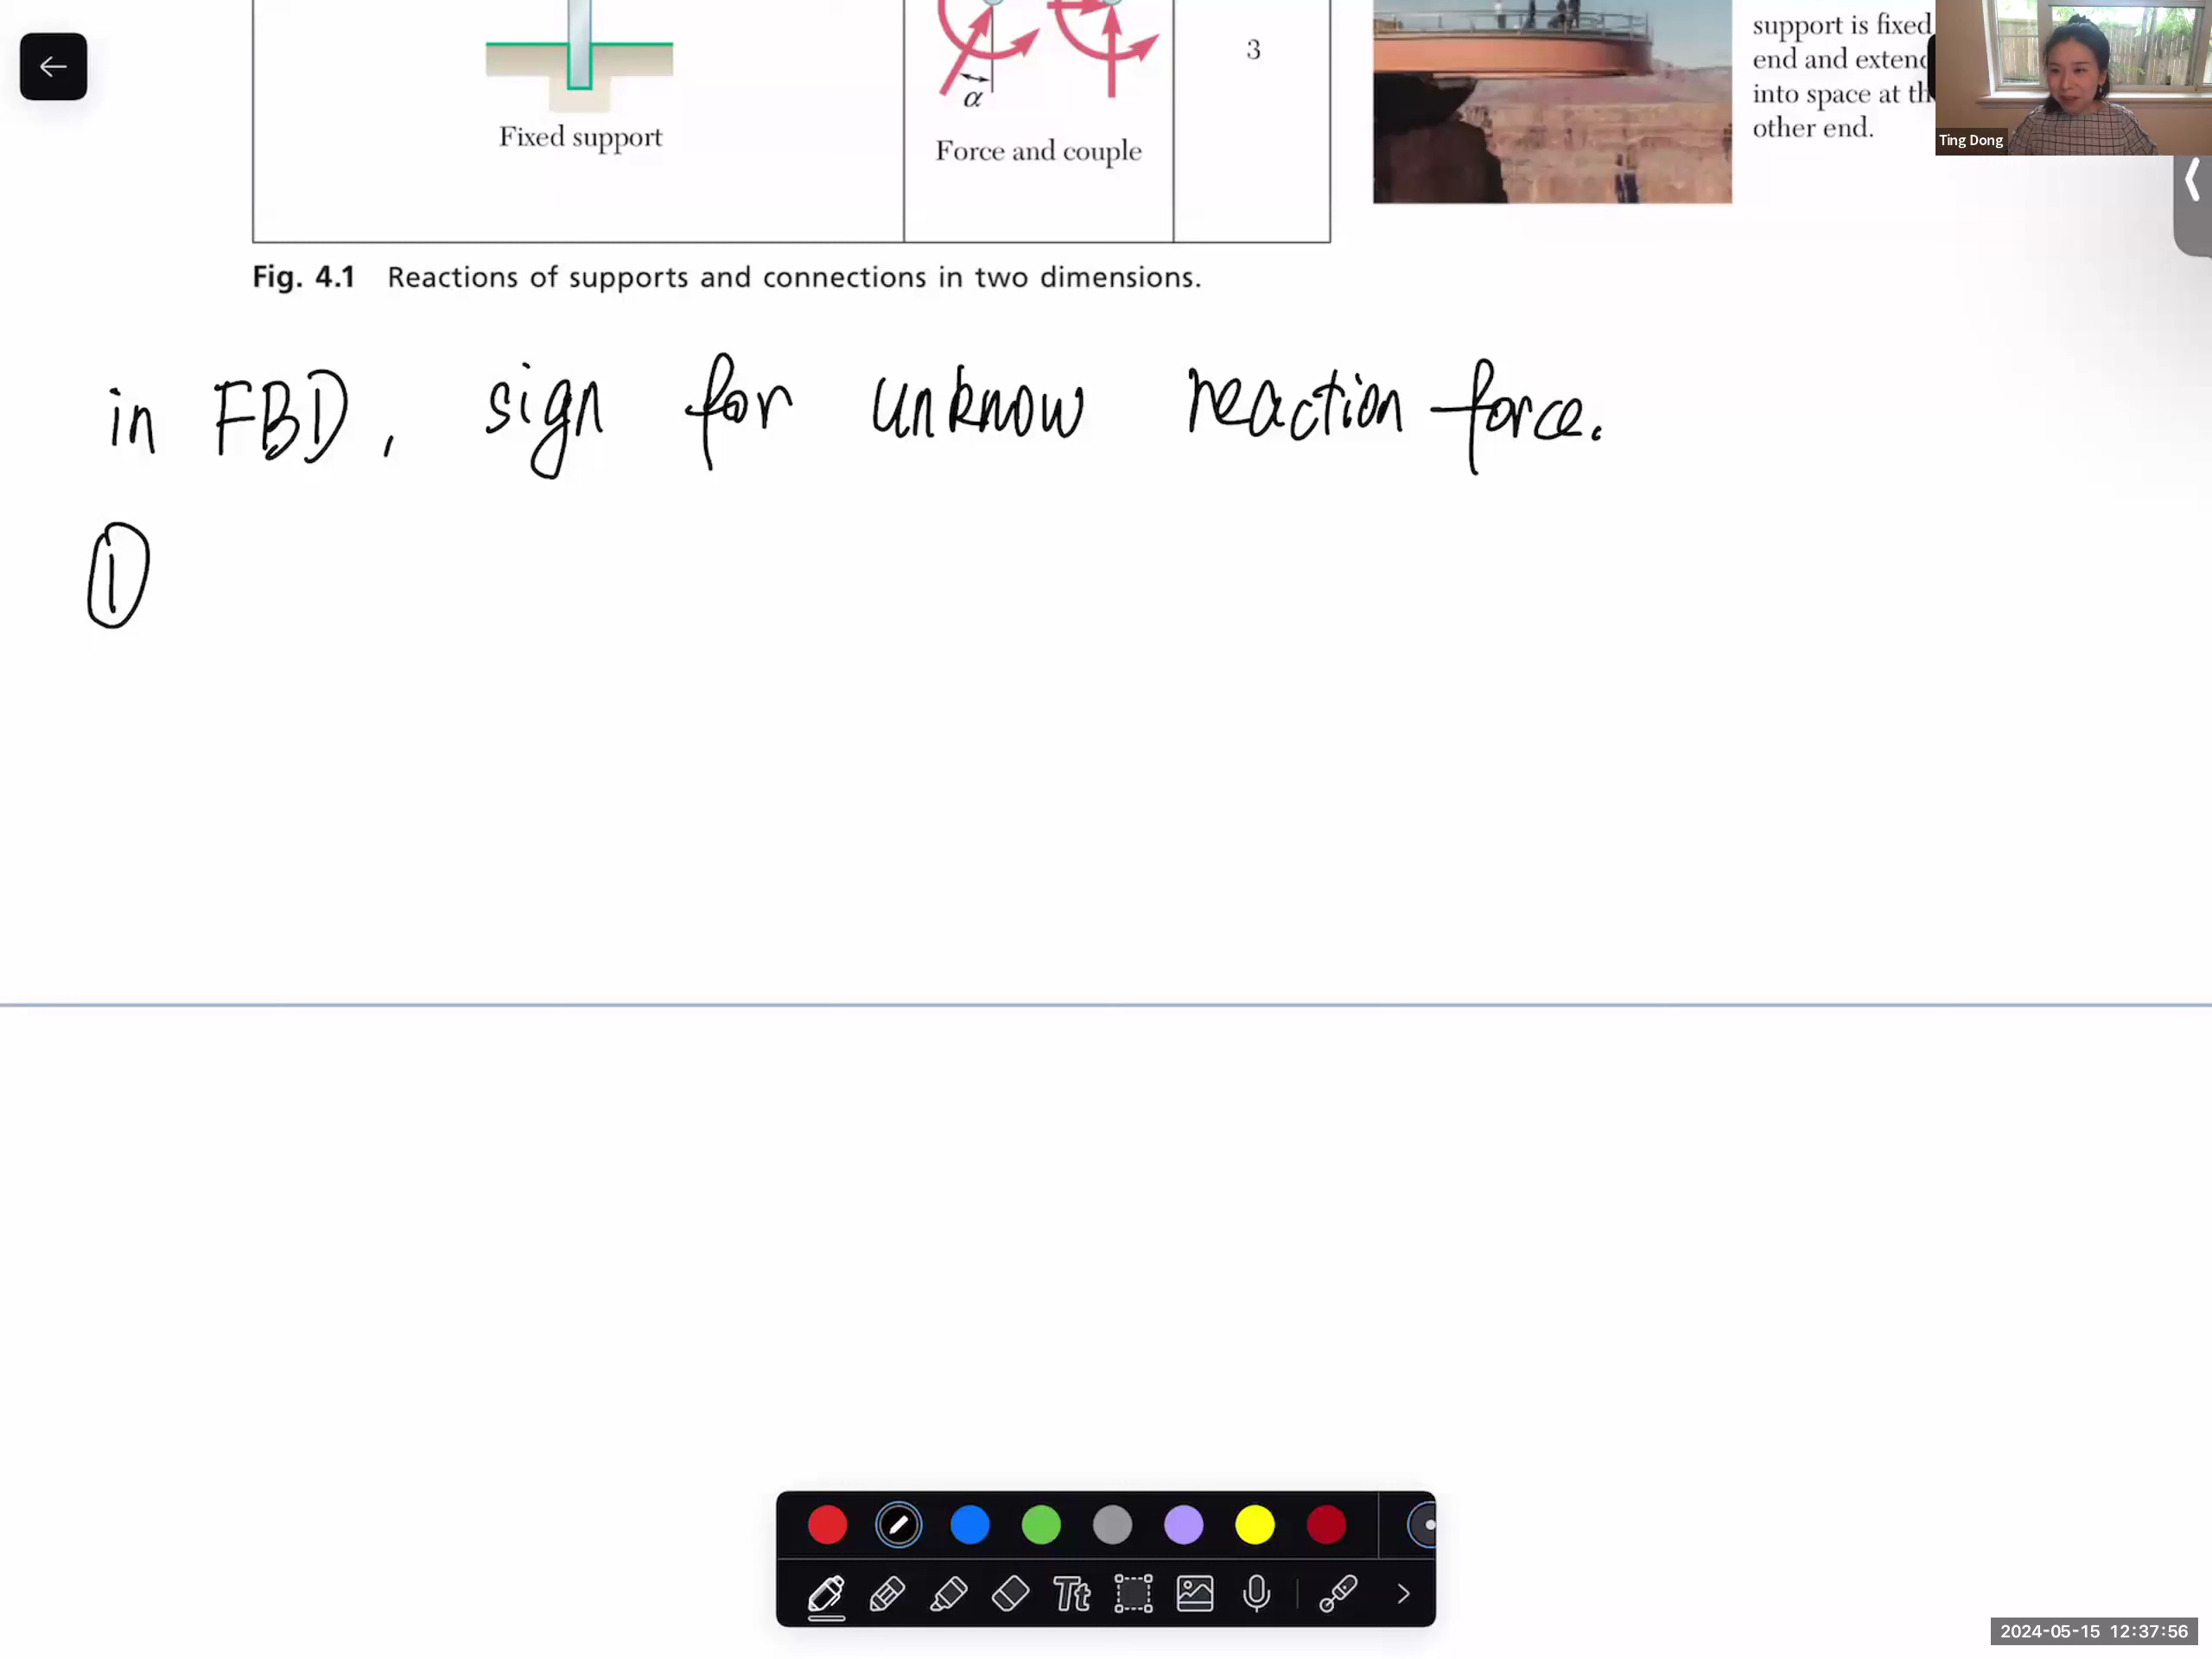 α
Fixed support
Force and couple
3
support is fixed
end and extend
into space at th
other end.
Ting Dong
Fig. 4.1 Reactions of supports and connections in two dimensions.
in FBD, sign for unknow reaction force.
①
Tt
2024-05-15 12:37:56